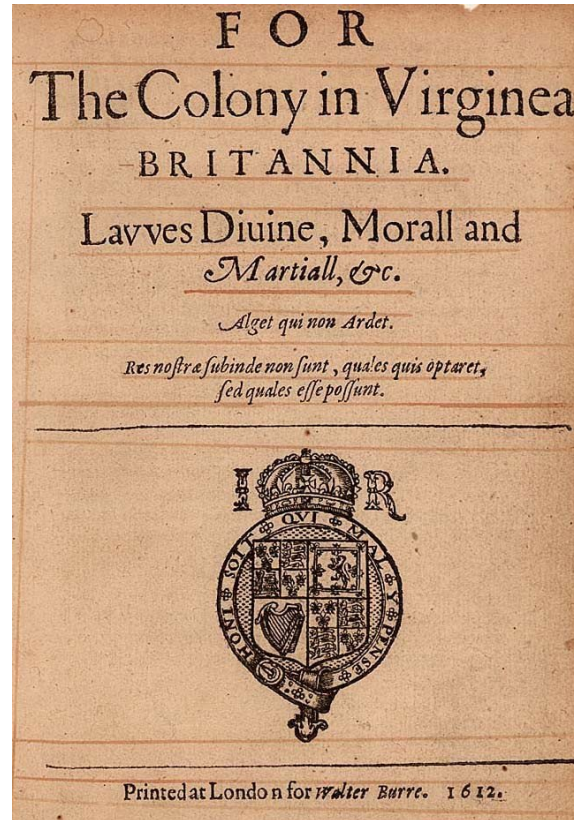 FOR
The Colony in Virginea
BRITANNIA.
Lavves Diuine, Morall and
Martiall, &c.
Alget qui non Ardet.
Res nostræ subinde non sunt, quales quis optaret,
sed quales esse possunt.
I R
HONI SOIT QVI MAL Y PENSE
Printed at London for Walter Burre. 1612.